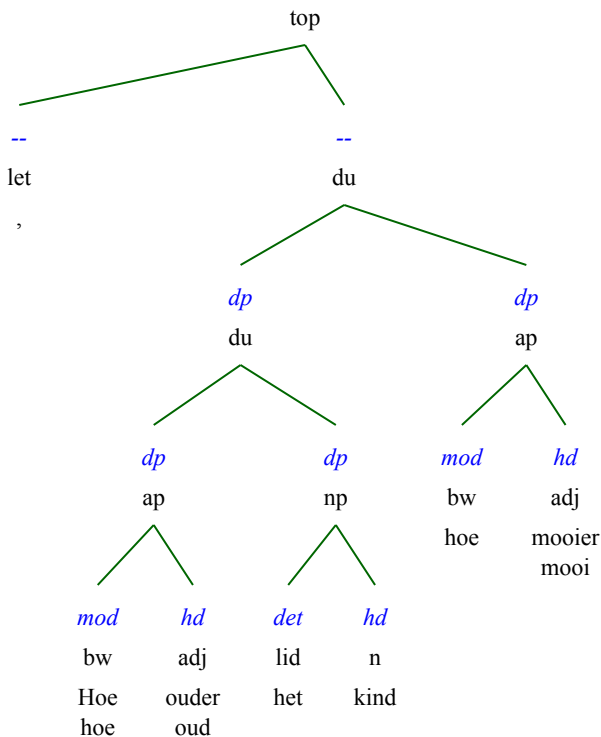 top
-- --
let du
,
dp dp
du ap
dp dp mod hd
ap np bw adj
hoe mooier
mooi
mod hd det hd
bw adj lid n
Hoe ouder het kind
hoe oud